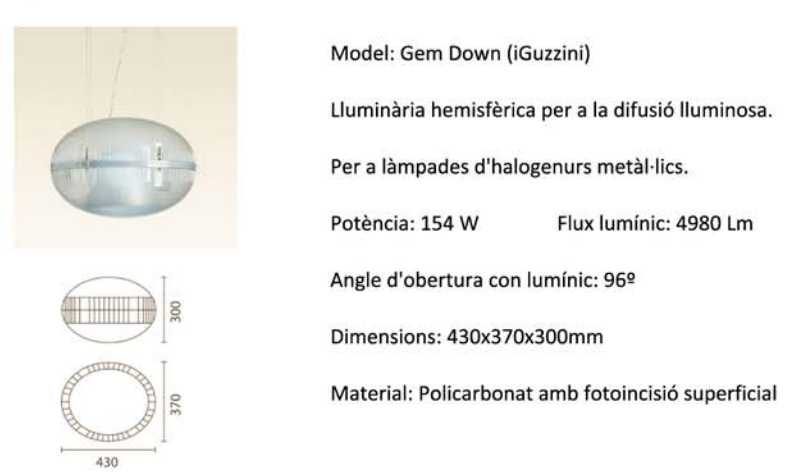 Model: Gem Down (iGuzzini)
Lluminària hemisfèrica per a la difusió lluminosa.
Per a làmpades d'halogenurs metàl·lics.
Potència: 154 W Flux lumínic: 4980 Lm
Angle d'obertura con lumínic: 96º
Dimensions: 430x370x300mm
Material: Policarbonat amb fotoincisió superficial
300
370
430